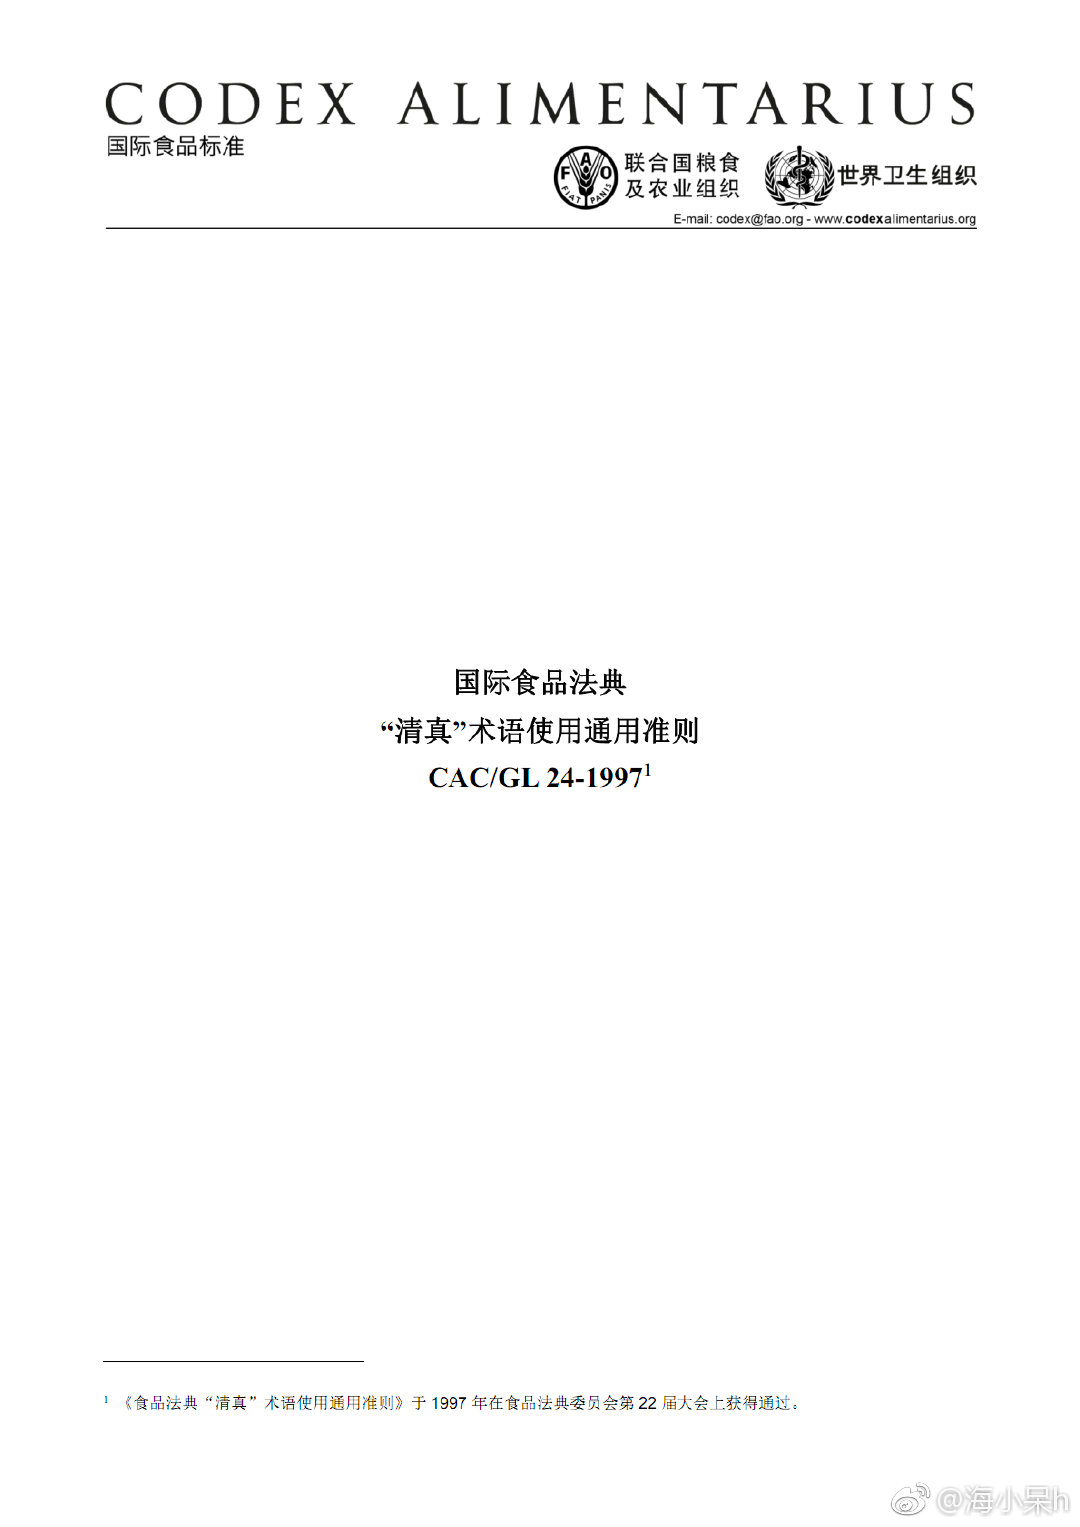 CODEX ALIMENTARIUS
国际食品标准
FAO
FIAT PANIS
联合国粮食
及农业组织
世界卫生组织
E-mail: codex@fao.org - www.codexalimentarius.org
国际食品法典
“清真”术语使用通用准则
CAC/GL 24-1997¹
¹ 《食品法典“清真”术语使用通用准则》于 1997 年在食品法典委员会第 22 届大会上获得通过。
@海小呆h